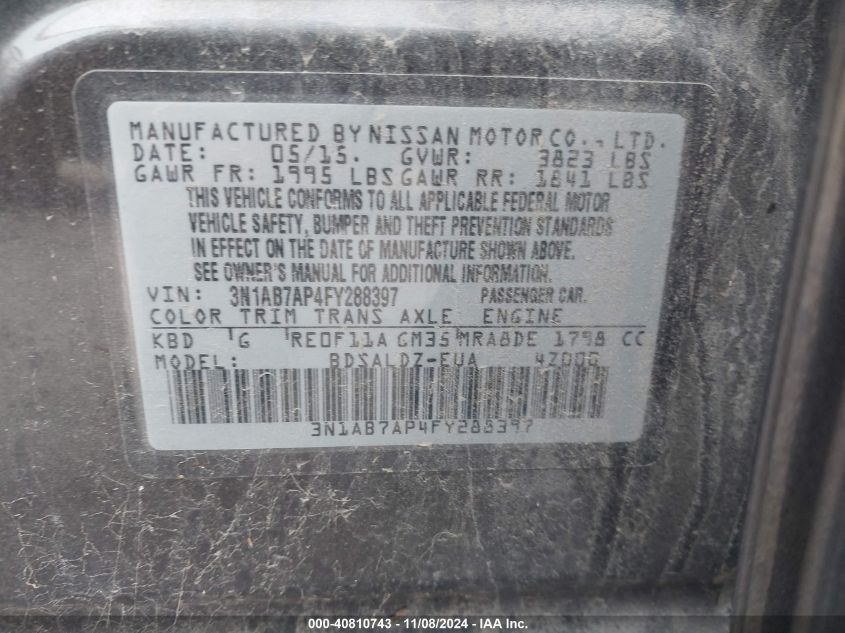 MANUFACTURED BY NISSAN MOTOR CO., LTD.
DATE: 05/15. GVWR: 3823 LBS
GAWR FR: 1995 LBS GAWR RR: 1841 LBS
THIS VEHICLE CONFORMS TO ALL APPLICABLE FEDERAL MOTOR
VEHICLE SAFETY, BUMPER AND THEFT PREVENTION STANDARDS
IN EFFECT ON THE DATE OF MANUFACTURE SHOWN ABOVE.
SEE OWNER'S MANUAL FOR ADDITIONAL INFORMATION.
VIN: 3N1AB7AP4FY288397 PASSENGER CAR.
COLOR TRIM TRANS AXLE ENGINE
KBD G RE0F11A GM35 MRA8DE 1798 CC
MODEL: BDSALDZ-EUA
3N1AB7AP4FY288397
000-40810743 - 11/08/2024 - IAA Inc.